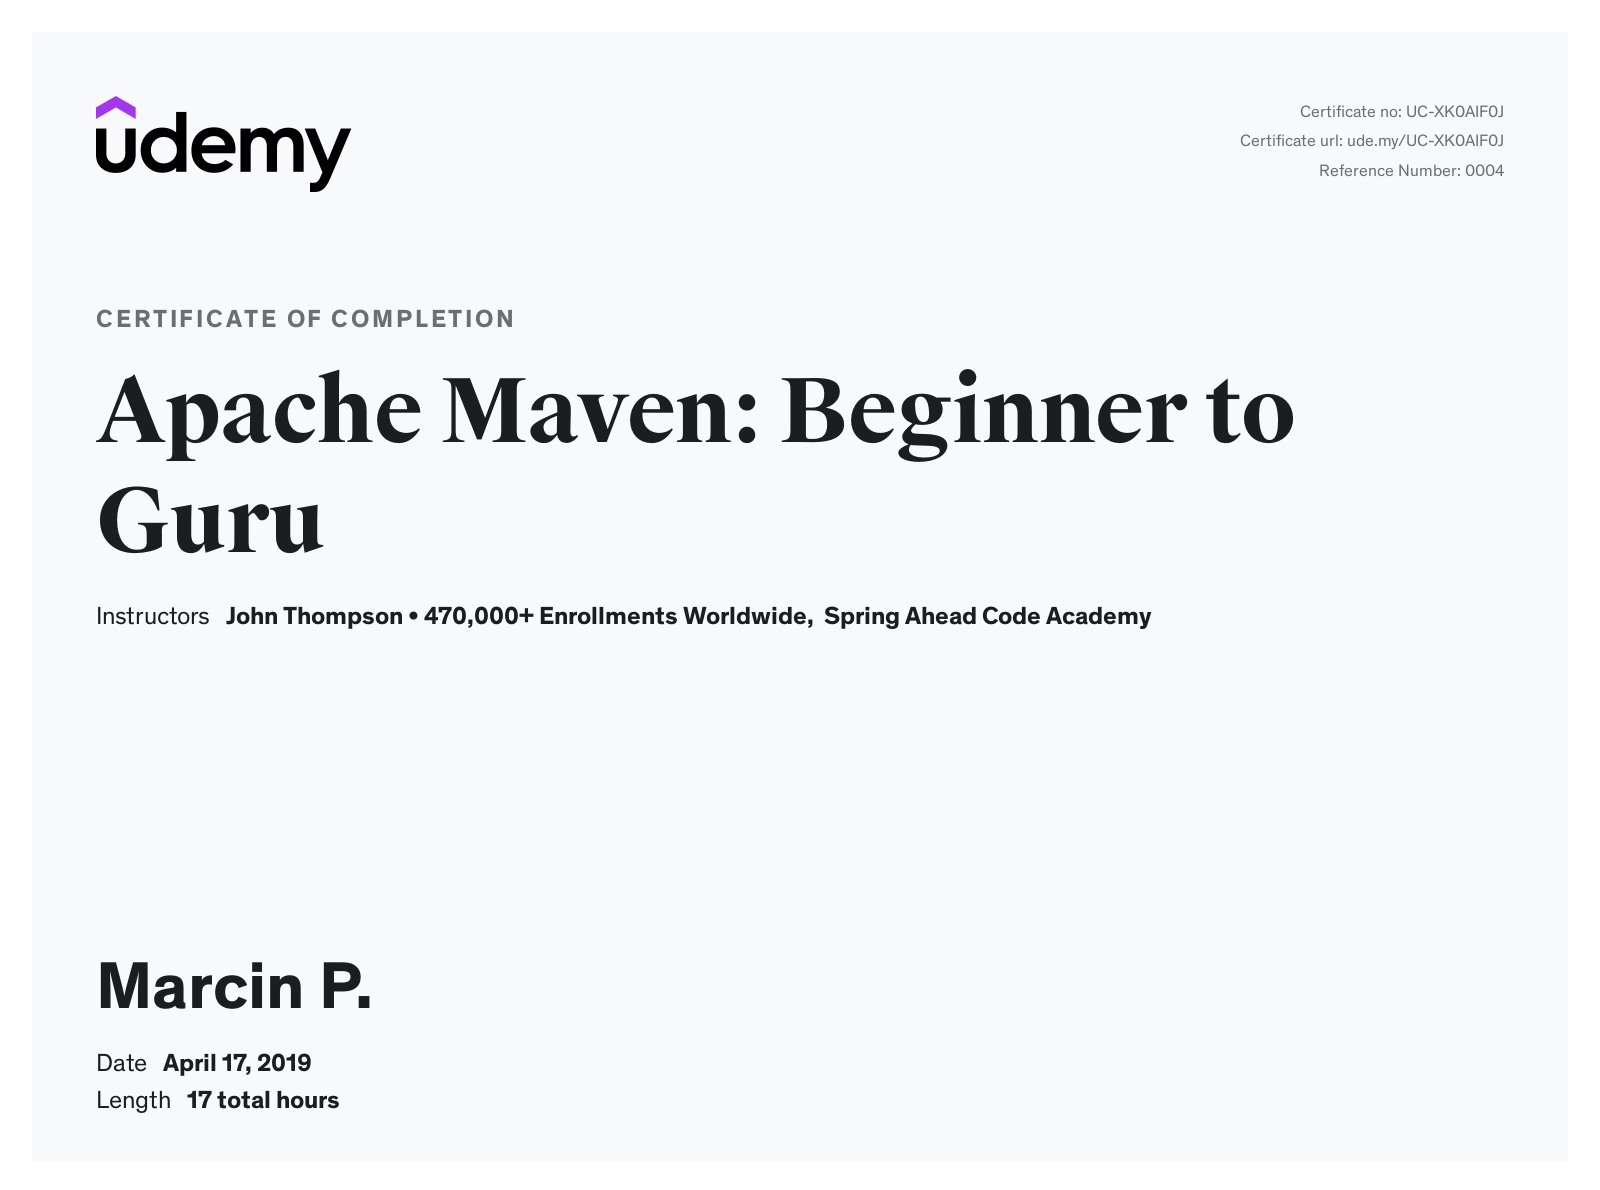 udemy
Certificate no: UC-XK0AIF0J
Certificate url: ude.my/UC-XK0AIF0J
Reference Number: 0004
CERTIFICATE OF COMPLETION
Apache Maven: Beginner to
Guru
Instructors John Thompson • 470,000+ Enrollments Worldwide, Spring Ahead Code Academy
Marcin P.
Date April 17, 2019
Length 17 total hours